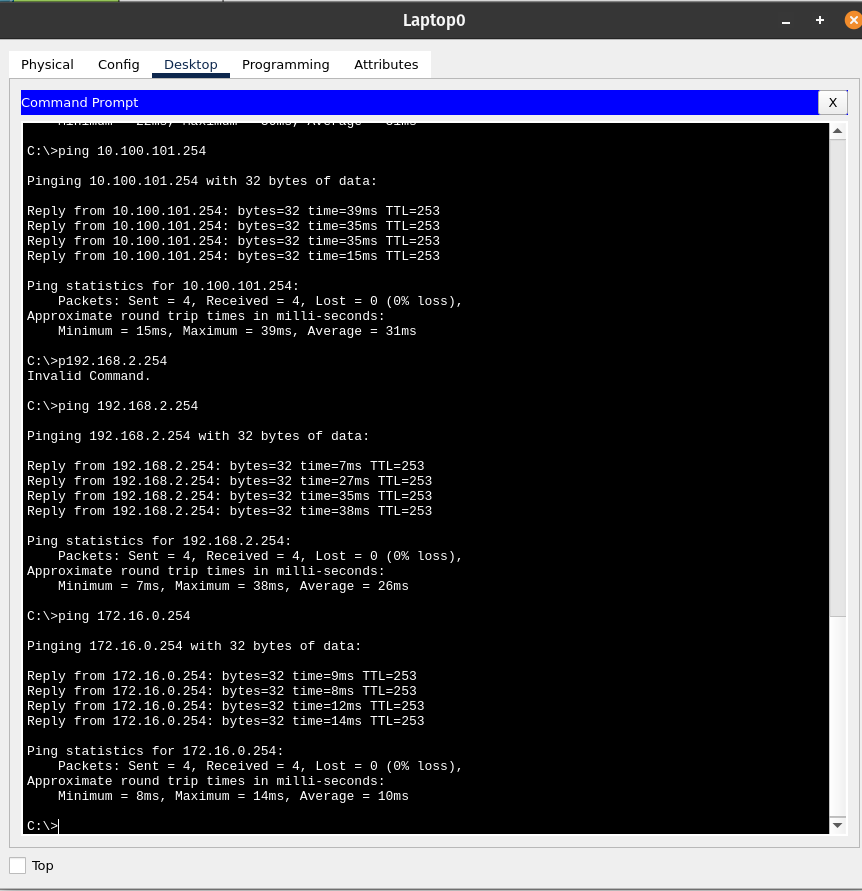 Laptop0
Physical Config Desktop Programming Attributes
Command Prompt X
Minimum = 22ms, Maximum = 36ms, Average = 31ms
C:\>ping 10.100.101.254
Pinging 10.100.101.254 with 32 bytes of data:
Reply from 10.100.101.254: bytes=32 time=39ms TTL=253
Reply from 10.100.101.254: bytes=32 time=35ms TTL=253
Reply from 10.100.101.254: bytes=32 time=35ms TTL=253
Reply from 10.100.101.254: bytes=32 time=15ms TTL=253
Ping statistics for 10.100.101.254:
Packets: Sent = 4, Received = 4, Lost = 0 (0% loss),
Approximate round trip times in milli-seconds:
Minimum = 15ms, Maximum = 39ms, Average = 31ms
C:\>p192.168.2.254
Invalid Command.
C:\>ping 192.168.2.254
Pinging 192.168.2.254 with 32 bytes of data:
Reply from 192.168.2.254: bytes=32 time=7ms TTL=253
Reply from 192.168.2.254: bytes=32 time=27ms TTL=253
Reply from 192.168.2.254: bytes=32 time=35ms TTL=253
Reply from 192.168.2.254: bytes=32 time=38ms TTL=253
Ping statistics for 192.168.2.254:
Packets: Sent = 4, Received = 4, Lost = 0 (0% loss),
Approximate round trip times in milli-seconds:
Minimum = 7ms, Maximum = 38ms, Average = 26ms
C:\>ping 172.16.0.254
Pinging 172.16.0.254 with 32 bytes of data:
Reply from 172.16.0.254: bytes=32 time=9ms TTL=253
Reply from 172.16.0.254: bytes=32 time=8ms TTL=253
Reply from 172.16.0.254: bytes=32 time=12ms TTL=253
Reply from 172.16.0.254: bytes=32 time=14ms TTL=253
Ping statistics for 172.16.0.254:
Packets: Sent = 4, Received = 4, Lost = 0 (0% loss),
Approximate round trip times in milli-seconds:
Minimum = 8ms, Maximum = 14ms, Average = 10ms
C:\>
Top